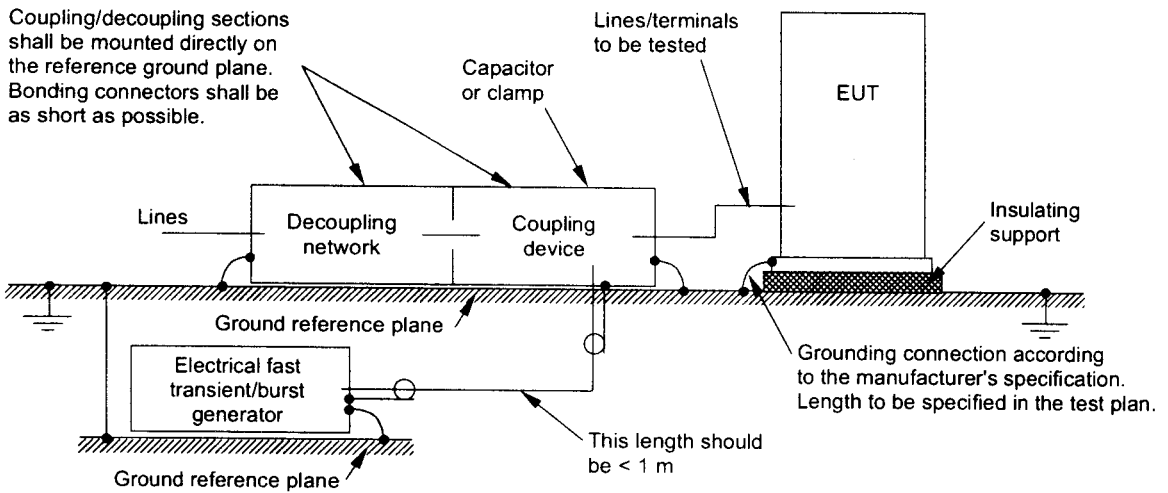 Coupling/decoupling sections
shall be mounted directly on
the reference ground plane.
Bonding connectors shall be
as short as possible.
Capacitor
or clamp
Lines/terminals
to be tested
EUT
Lines
Decoupling
network
Coupling
device
Insulating
support
Ground reference plane
Electrical fast
transient/burst
generator
Grounding connection according
to the manufacturer's specification.
Length to be specified in the test plan.
This length should
be < 1 m
Ground reference plane